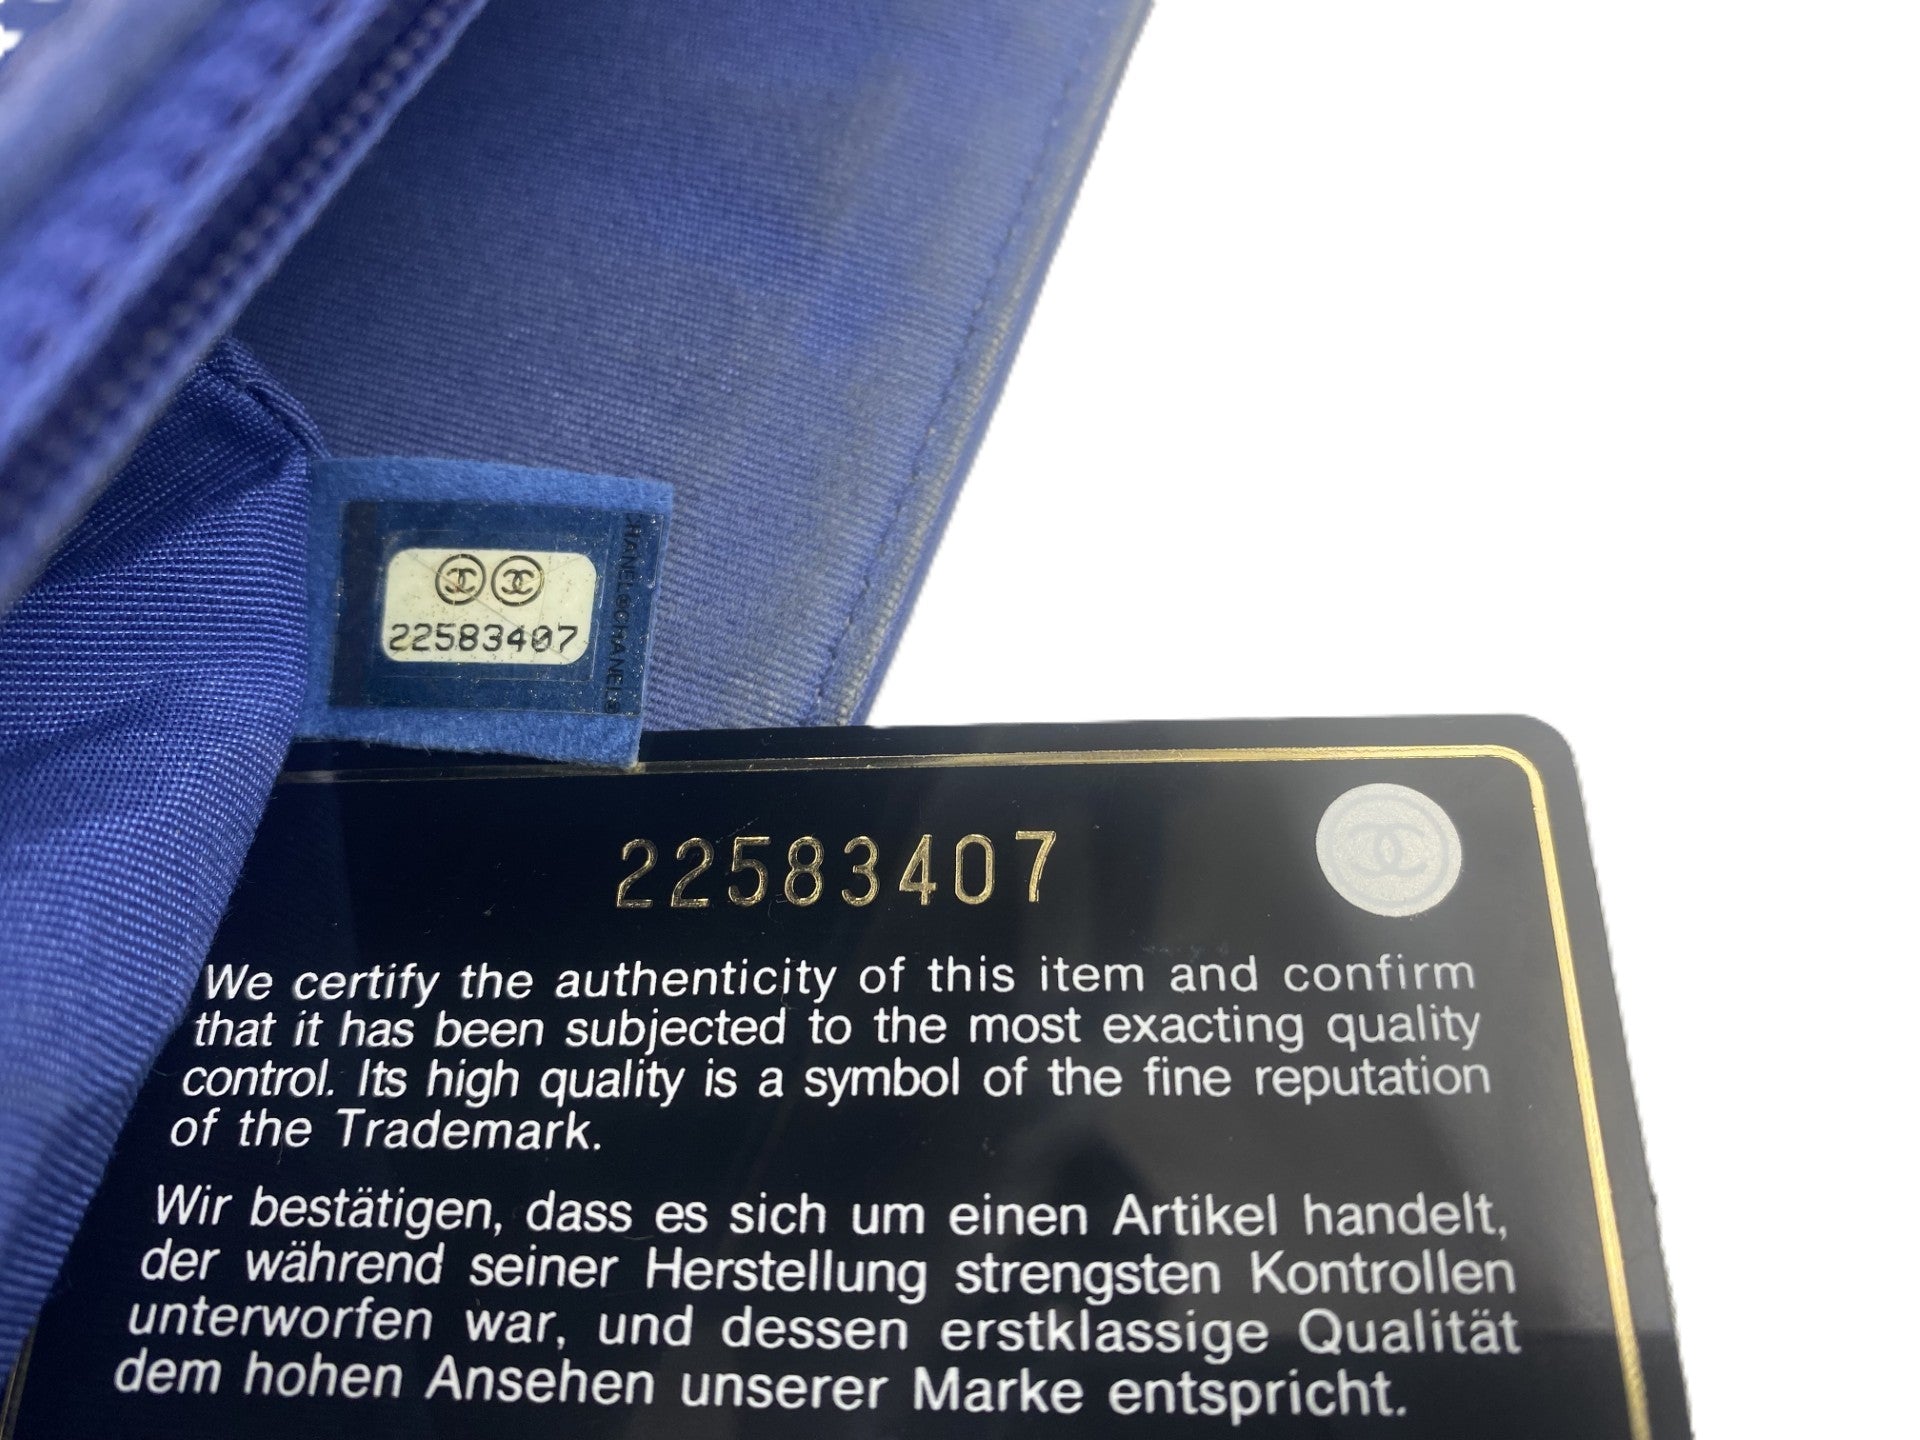 22583407
CHANEL®CHANEL®
22583407
We certify the authenticity of this item and confirm
that it has been subjected to the most exacting quality
control. Its high quality is a symbol of the fine reputation
of the Trademark.
Wir bestätigen, dass es sich um einen Artikel handelt,
der während seiner Herstellung strengsten Kontrollen
unterworfen war, und dessen erstklassige Qualität
dem hohen Ansehen unserer Marke entspricht.